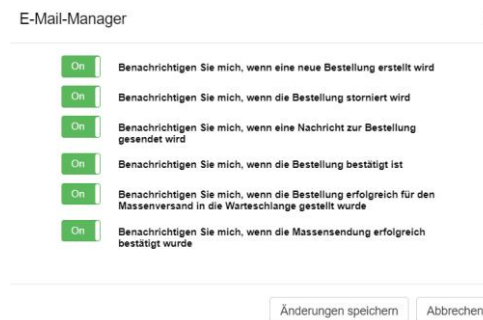 E-Mail-Manager
On Benachrichtigen Sie mich, wenn eine neue Bestellung erstellt wird
On Benachrichtigen Sie mich, wenn die Bestellung storniert wird
On Benachrichtigen Sie mich, wenn eine Nachricht zur Bestellung
gesendet wird
On Benachrichtigen Sie mich, wenn die Bestellung bestätigt ist
On Benachrichtigen Sie mich, wenn die Bestellung erfolgreich für den
Massenversand in die Warteschlange gestellt wurde
On Benachrichtigen Sie mich, wenn die Massensendung erfolgreich
bestätigt wurde
Änderungen speichern Abbrechen